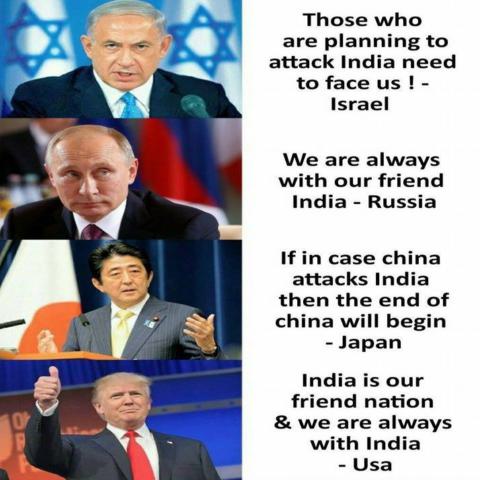 Those who
are planning to
attack India need
to face us ! -
Israel
We are always
with our friend
India - Russia
If in case china
attacks India
then the end of
china will begin
- Japan
India is our
friend nation
& we are always
with India
- Usa